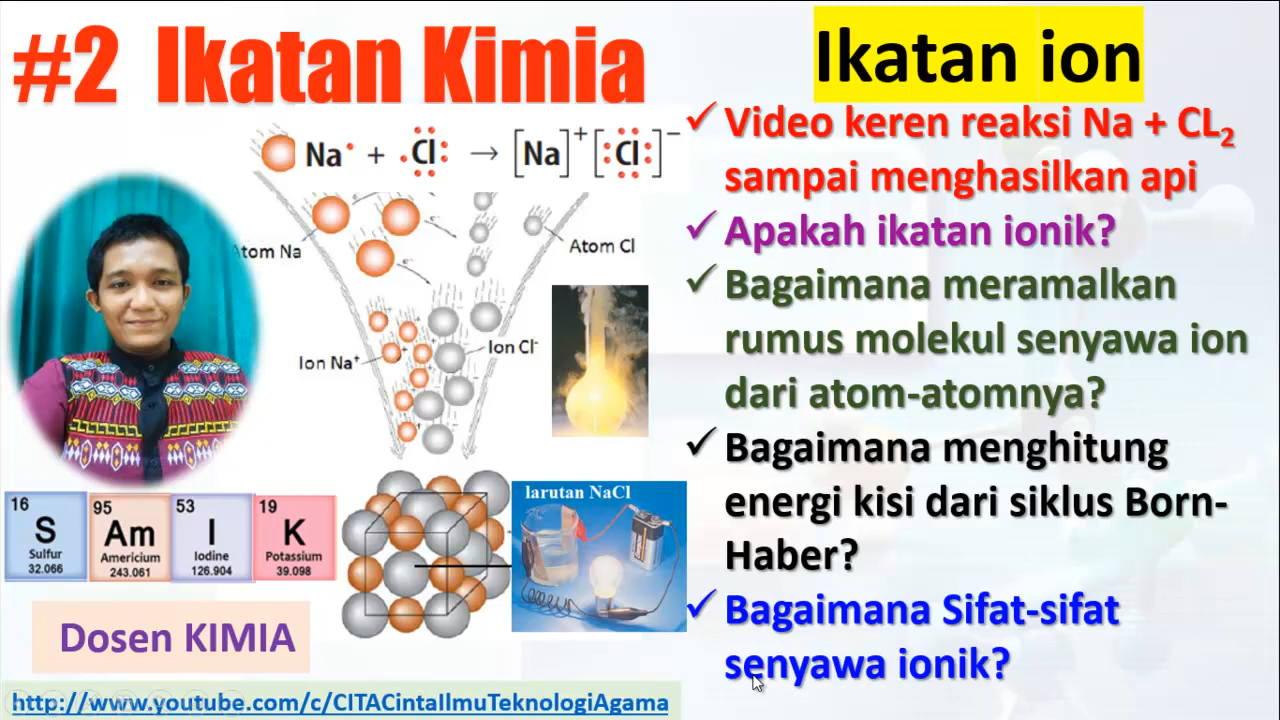 #2 Ikatan Kimia
Ikatan ion
Na + Cl → [Na]+ [Cl]−
Atom Na
Atom Cl
Ion Na+
Ion Cl-
e-
e-
✓ Video keren reaksi Na + CL2
sampai menghasilkan api
✓ Apakah ikatan ionik?
✓ Bagaimana meramalkan
rumus molekul senyawa ion
dari atom-atomnya?
✓ Bagaimana menghitung
energi kisi dari siklus Born-
Haber?
✓ Bagaimana Sifat-sifat
senyawa ionik?
16
S
Sulfur
32.066
95
Am
Americium
243.061
53
I
Iodine
126.904
19
K
Potassium
39.098
larutan NaCl
Dosen KIMIA
http://www.youtube.com/c/CITACintaIlmuTeknologiAgama